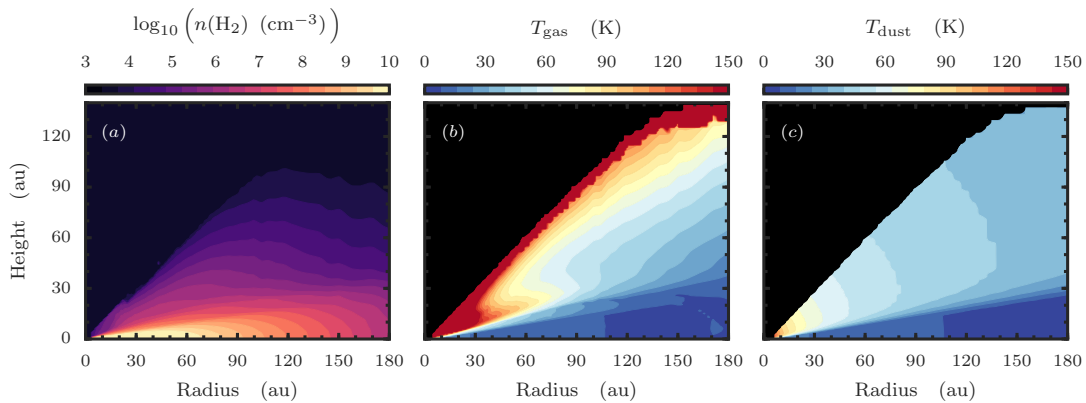 log₁₀ (n(H₂) (cm⁻³)) T_gas (K) T_dust (K)
3 4 5 6 7 8 9 10 0 30 60 90 120 150 0 30 60 90 120 150
(a) (b) (c)
120
90
60
30
0
Height (au)
0 30 60 90 120 150 180 0 30 60 90 120 150 180 0 30 60 90 120 150 180
Radius (au) Radius (au) Radius (au)